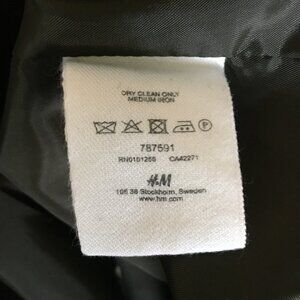 DRY CLEAN ONLY
MEDIUM IRON
P
787591
RN0101255 CA42271
H&M
106 38 Stockholm, Sweden
www.hm.com